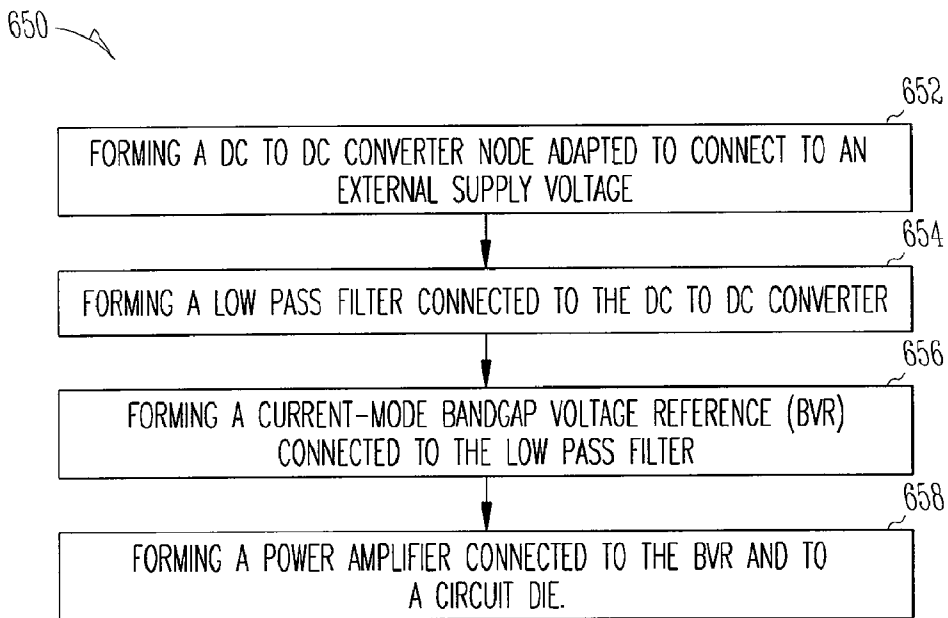 650
652
FORMING A DC TO DC CONVERTER NODE ADAPTED TO CONNECT TO AN
EXTERNAL SUPPLY VOLTAGE
654
FORMING A LOW PASS FILTER CONNECTED TO THE DC TO DC CONVERTER
656
FORMING A CURRENT-MODE BANDGAP VOLTAGE REFERENCE (BVR)
CONNECTED TO THE LOW PASS FILTER
658
FORMING A POWER AMPLIFIER CONNECTED TO THE BVR AND TO
A CIRCUIT DIE.